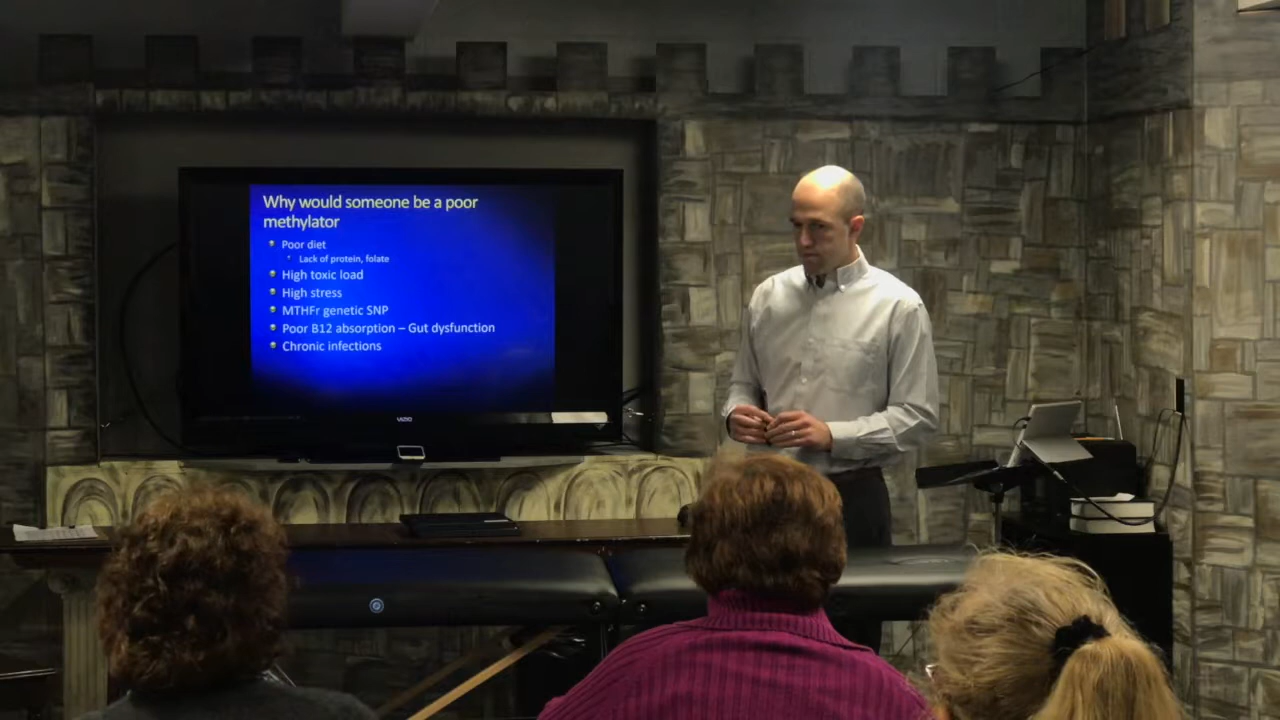 Why would someone be a poor
methylator
Poor diet
Lack of protein, folate
High toxic load
High stress
MTHFr genetic SNP
Poor B12 absorption – Gut dysfunction
Chronic infections
VIZIO